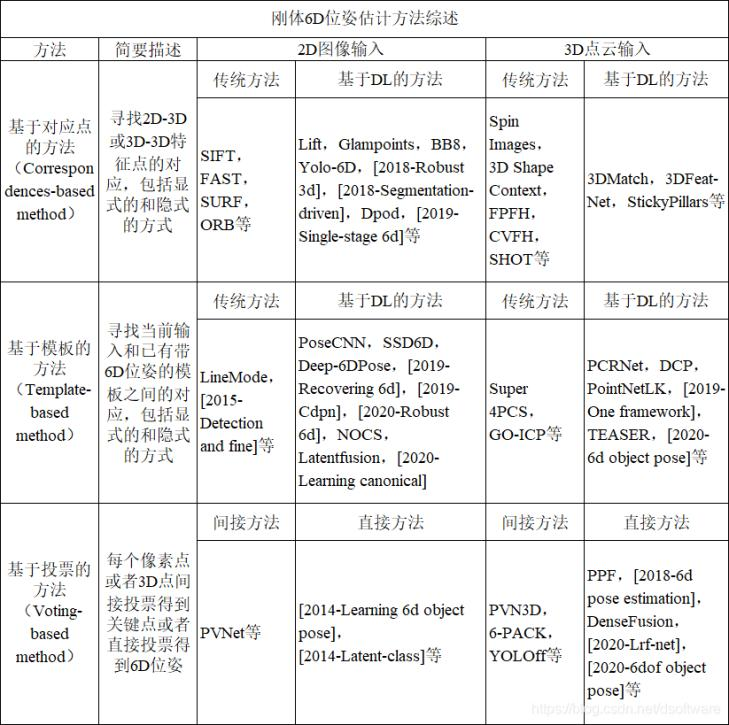 刚体6D位姿估计方法综述
方法
简要描述
2D图像输入
3D点云输入
基于对应点
的方法
（Correspon
dences-based
method）
寻找2D-3D
或3D-3D特
征点的对
应，包括显
式的和隐式
的方式
传统方法
基于DL的方法
传统方法
基于DL的方法
SIFT，
FAST，
SURF，
ORB等
Lift，Glampoints，BB8，
Yolo-6D，[2018-Robust
3d]，[2018-Segmentation-
driven]，Dpod，[2019-
Single-stage 6d]等
Spin
Images，
3D Shape
Context，
FPFH，
CVFH，
SHOT等
3DMatch，3DFeat-
Net，StickyPillars等
基于模板的
方法
（Template-
based
method）
寻找当前输
入和已有带
6D位姿的模
板之间的对
应，包括显
式的和隐式
的方式
传统方法
基于DL的方法
传统方法
基于DL的方法
LineMode，
[2015-
Detection
and fine]等
PoseCNN，SSD6D，
Deep-6DPose，[2019-
Recovering 6d]，[2019-
Cdpn]，[2020-Robust
6d]，NOCS，
Latentfusion，[2020-
Learning canonical]
Super
4PCS，
GO-ICP等
PCRNet，DCP，
PointNetLK，[2019-
One framework]，
TEASER，[2020-
6d object pose]等
基于投票的
方法
（Voting-
based
method）
每个像素点
或者3D点间
接投票得到
关键点或者
直接投票得
到6D位姿
间接方法
直接方法
间接方法
直接方法
PVNet等
[2014-Learning 6d object
pose]，
[2014-Latent-class]等
PVN3D，
6-PACK，
YOLOff等
PPF，[2018-6d
pose estimation]，
DenseFusion，
[2020-Lrf-net]，
[2020-6dof object
pose]等
https://blog.csdn.net/dsoftware